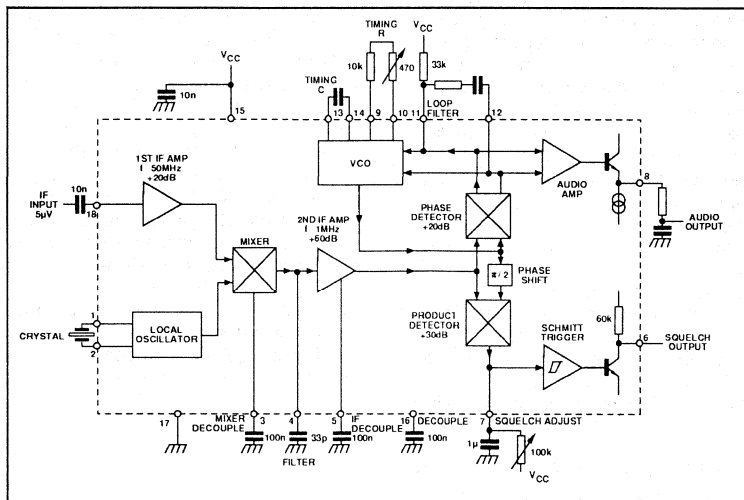 TIMING
R
VCC
VCC
10k
470
33k
TIMING
C
10n
15
13
14
9
10
11
LOOP
FILTER
12
VCO
1ST IF AMP
f 50MHz
+20dB
10n
IF
INPUT
5µV
18
AUDIO
AMP
8
PHASE
DETECTOR
+20dB
AUDIO
OUTPUT
2ND IF AMP
f 1MHz
+60dB
MIXER
π/2
PHASE
SHIFT
1
CRYSTAL
2
LOCAL
OSCILLATOR
PRODUCT
DETECTOR
+30dB
SCHMITT
TRIGGER
60k
6
SQUELCH
OUTPUT
17
MIXER
DECOUPLE
3
100n
4
33p
FILTER
5
IF
DECOUPLE
100n
16
DECOUPLE
100n
7
SQUELCH ADJUST
1µ
100k
VCC